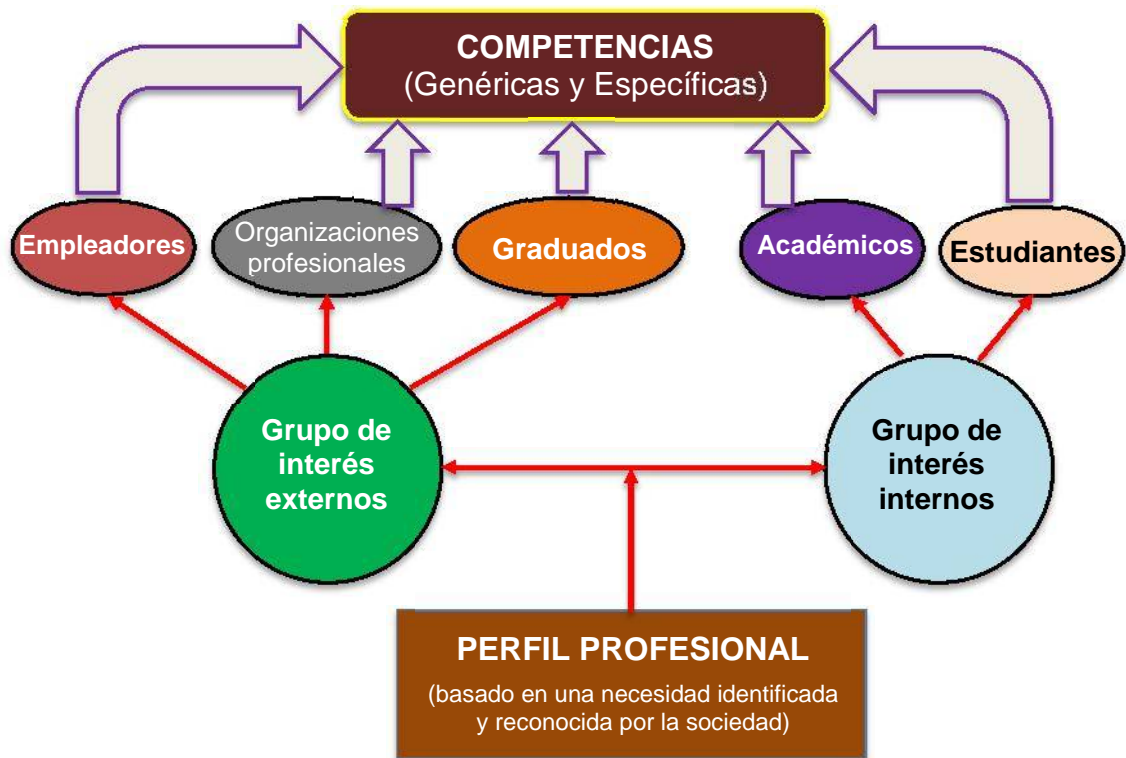 COMPETENCIAS
(Genéricas y Específicas)
Empleadores
Organizaciones
profesionales
Graduados
Académicos
Estudiantes
Grupo de
interés
externos
Grupo de
interés
internos
PERFIL PROFESIONAL
(basado en una necesidad identificada
y reconocida por la sociedad)